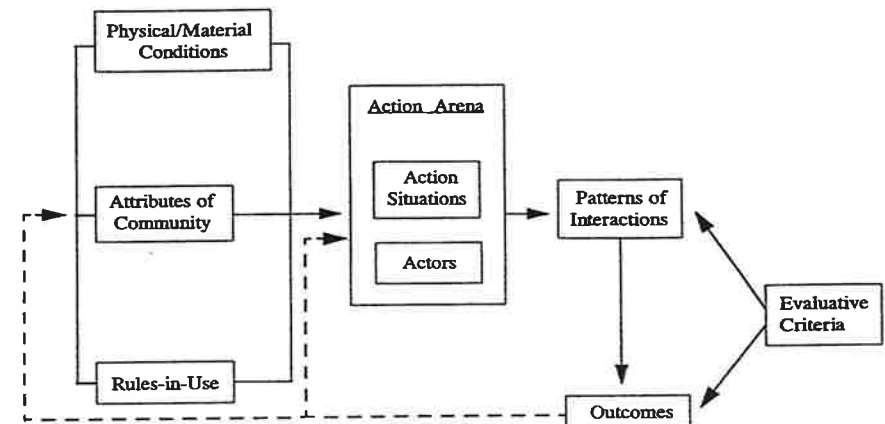 Physical/Material
Conditions
Action Arena
Action
Situations
Attributes of
Community
Patterns of
Interactions
Actors
Evaluative
Criteria
Rules-in-Use
Outcomes